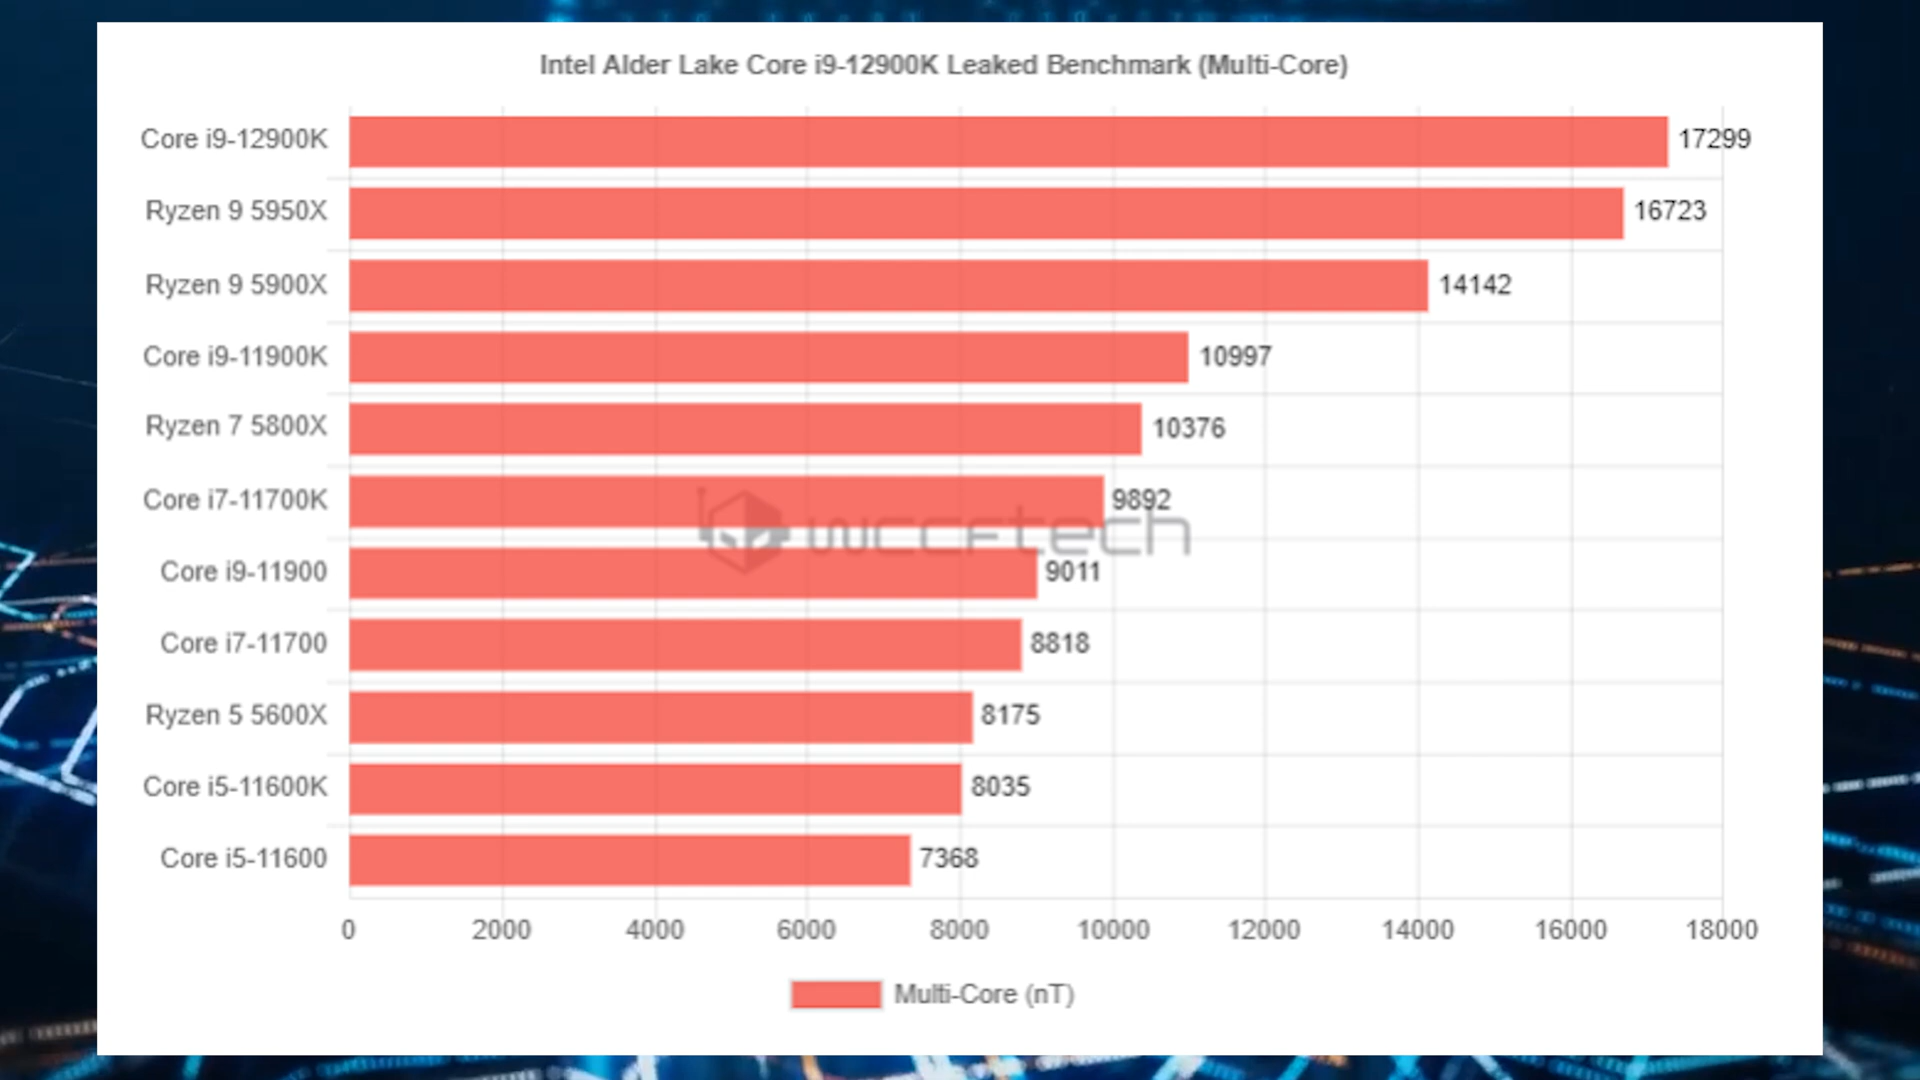 Intel Alder Lake Core i9-12900K Leaked Benchmark (Multi-Core)
Core i9-12900K 17299
Ryzen 9 5950X 16723
Ryzen 9 5900X 14142
Core i9-11900K 10997
Ryzen 7 5800X 10376
Core i7-11700K 9892
wccftech
Core i9-11900 9011
Core i7-11700 8818
Ryzen 5 5600X 8175
Core i5-11600K 8035
Core i5-11600 7368
0 2000 4000 6000 8000 10000 12000 14000 16000 18000
Multi-Core (nT)